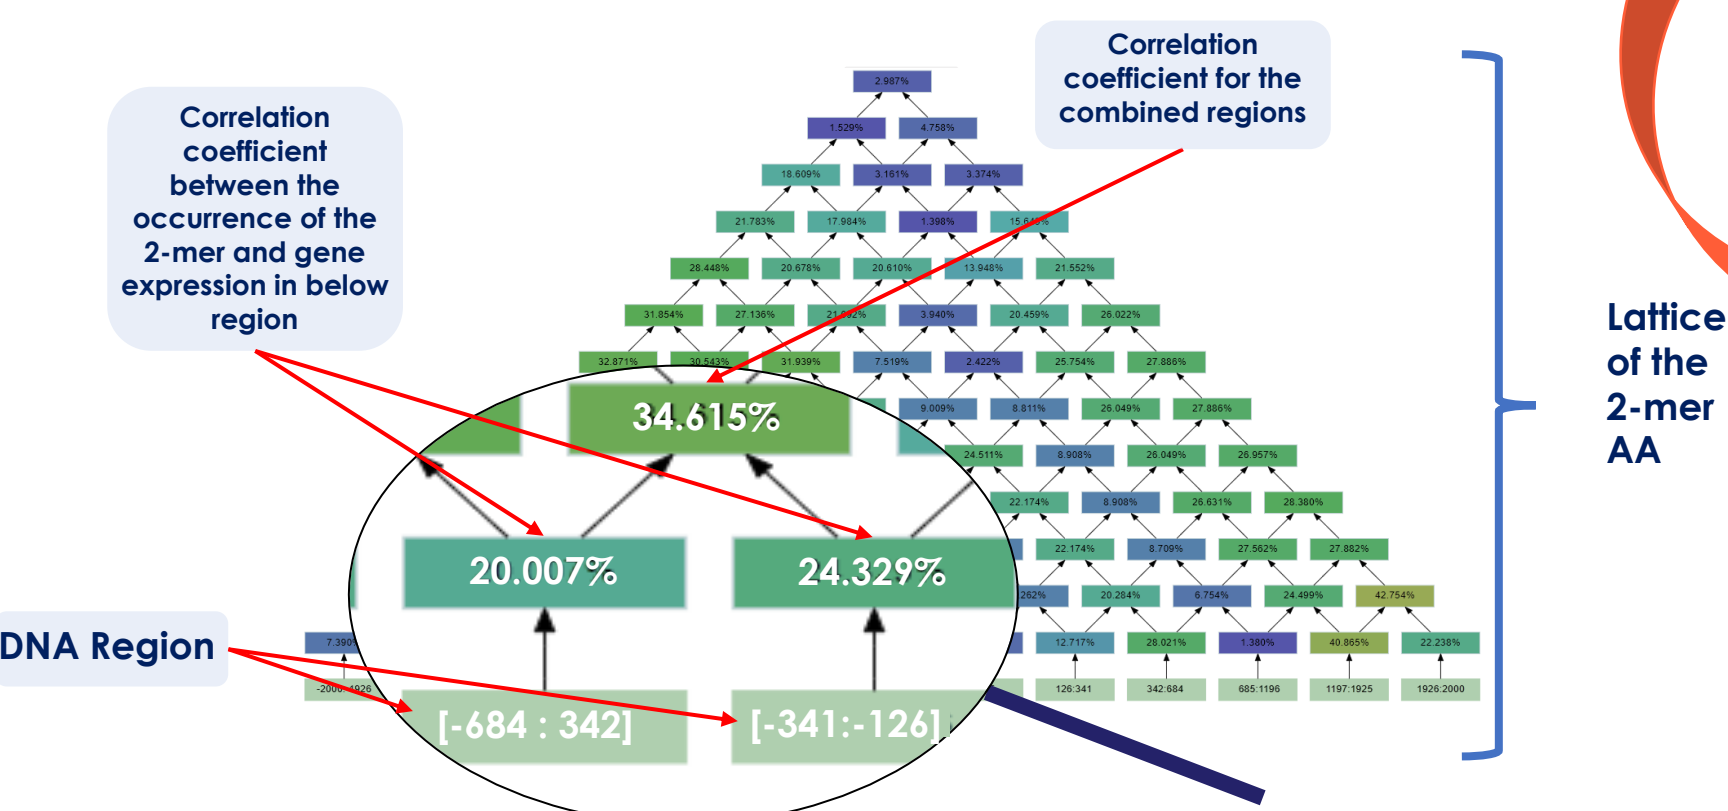 Correlation
coefficient
between the
occurrence of the
2-mer and gene
expression in below
region
Correlation
coefficient for the
combined regions
Lattice
of the
2-mer
AA
DNA Region
2.987%
1.529% 4.758%
18.609% 3.161% 3.374%
21.783% 17.984% 1.398%
28.448% 20.678% 20.610% 13.948% 21.552%
31.854% 27.136% 3.940% 20.459% 26.022%
32.871% 30.543% 31.939% 7.519% 2.422% 25.754% 27.886%
34.615% 9.009% 8.811% 26.049% 27.886%
24.511% 8.908% 26.049% 26.957%
22.174% 8.908% 26.631% 28.380%
20.007% 24.329% 22.174% 8.709% 27.562% 27.882%
262% 20.284% 6.754% 24.499% 42.754%
7.390% 12.717% 28.021% 1.380% 40.865% 22.238%
[-684 : 342] [-341:-126] 126:341 342:684 685:1196 1197:1925 1926:2000